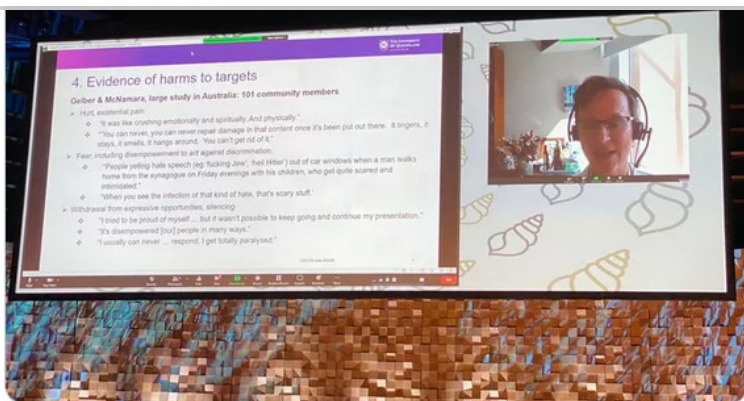 THE UNIVERSITY
OF QUEENSLAND
4. Evidence of harms to targets
Gelber & McNamara, large study in Australia: 101 community members
➢ Hurt, existential pain
❖ "It was like crushing emotionally and spiritually. And physically."
❖ "You can never, you can never repair damage in that content once it's been put out there. It lingers, it
stays, it smells, it hangs around. You can't get rid of it."
➢ Fear, including disempowerment to act against discrimination
❖ "People yelling hate speech (eg 'fucking Jew', 'heil Hitler') out of car windows when a man walks
home from the synagogue on Friday evenings with his children, who get quite scared and
intimidated."
❖ "When you see the infection of that kind of hate, that's scary stuff.'
➢ Withdrawal from expressive opportunities, silencing
❖ "I tried to be proud of myself ... but it wasn't possible to keep going and continue my presentation."
❖ "It's disempowered [our] people in many ways."
❖ "I usually can never ... respond, I get totally paralysed."